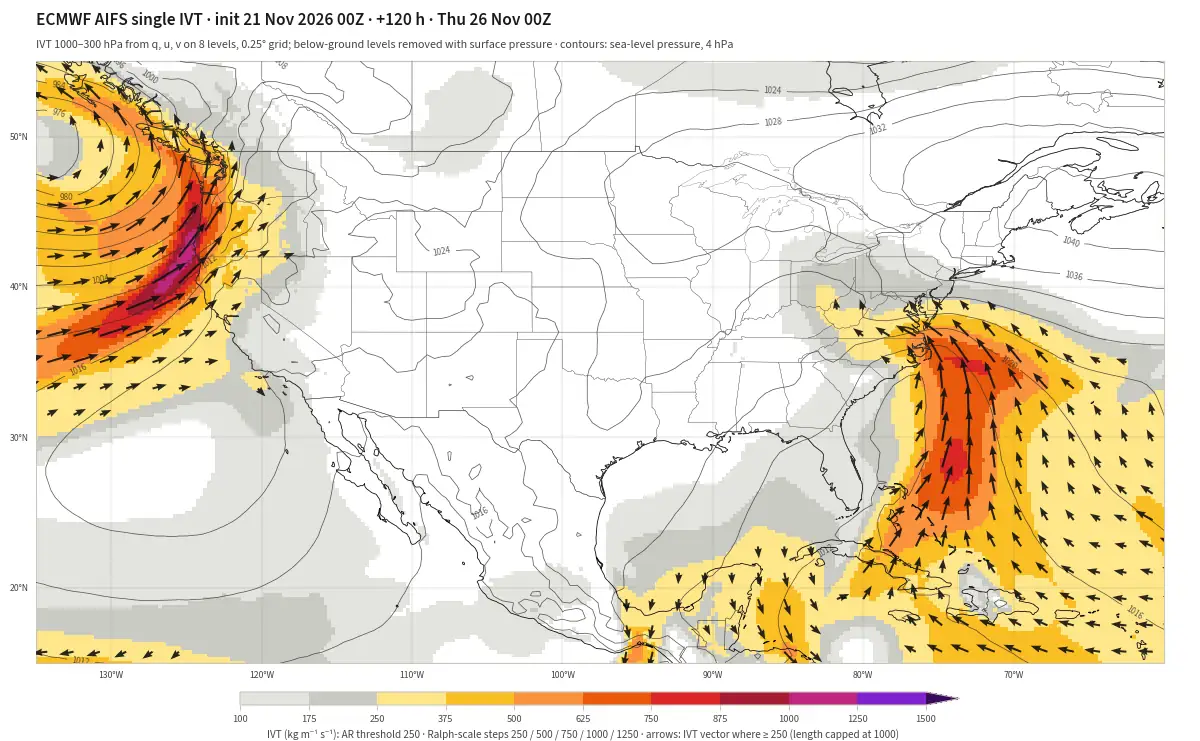 ECMWF AIFS single IVT · init 21 Nov 2026 00Z · +120 h · Thu 26 Nov 00Z
IVT 1000–300 hPa from q, u, v on 8 levels, 0.25° grid; below-ground levels removed with surface pressure · contours: sea-level pressure, 4 hPa
1000
984
976
980
1004
1016
1012
1024
1016
1024
1028
1032
1040
1036
1016
1012
50°N
40°N
30°N
20°N
130°W 120°W 110°W 100°W 90°W 80°W 70°W
100 175 250 375 500 625 750 875 1000 1250 1500
IVT (kg m⁻¹ s⁻¹): AR threshold 250 · Ralph-scale steps 250 / 500 / 750 / 1000 / 1250 · arrows: IVT vector where ≥ 250 (length capped at 1000)